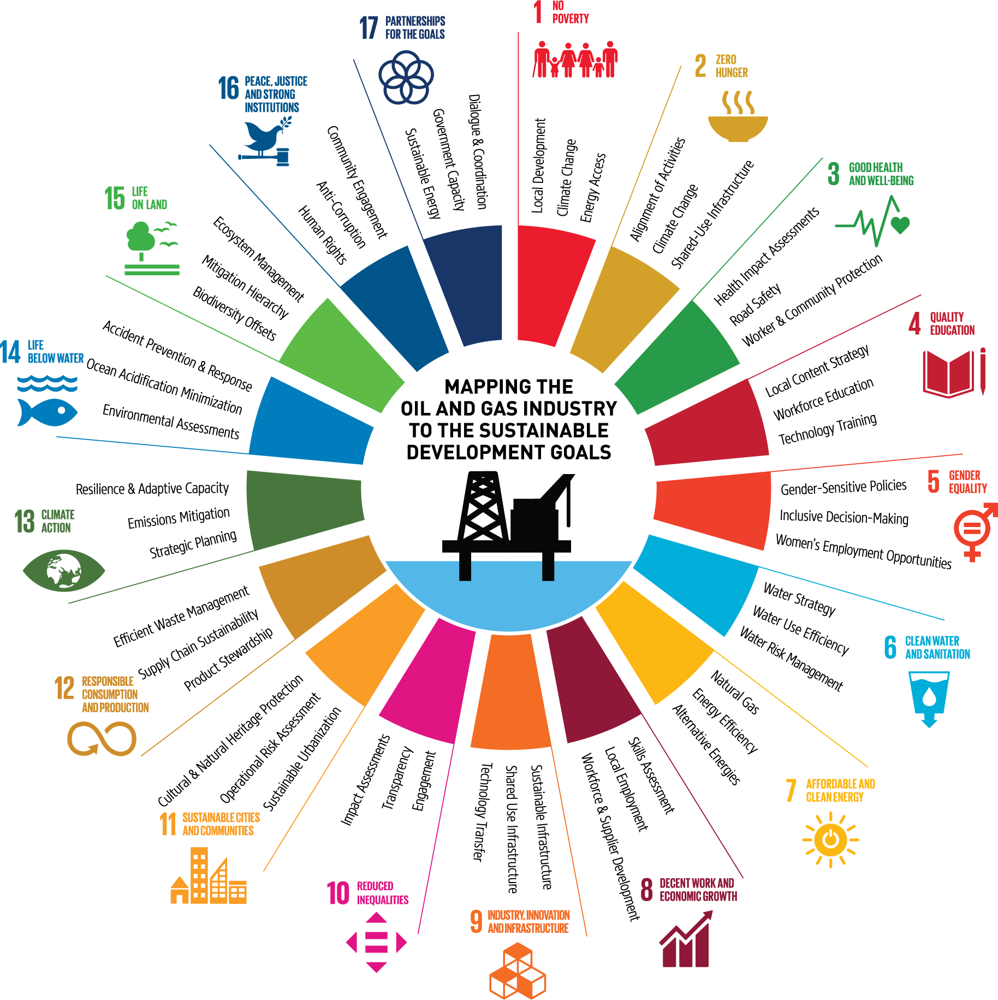 MAPPING THE
OIL AND GAS INDUSTRY
TO THE SUSTAINABLE
DEVELOPMENT GOALS
1 NO
POVERTY
Local Development
Climate Change
Energy Access
2 ZERO
HUNGER
Alignment of Activities
Climate Change
Shared-Use Infrastructure
3 GOOD HEALTH
AND WELL-BEING
Health Impact Assessments
Road Safety
Worker & Community Protection
4 QUALITY
EDUCATION
Local Content Strategy
Workforce Education
Technology Training
5 GENDER
EQUALITY
Gender-Sensitive Policies
Inclusive Decision-Making
Women's Employment Opportunities
6 CLEAN WATER
AND SANITATION
Water Strategy
Water Use Efficiency
Water Risk Management
7 AFFORDABLE AND
CLEAN ENERGY
Natural Gas
Energy Efficiency
Alternative Energies
8 DECENT WORK AND
ECONOMIC GROWTH
Skills Assessment
Local Employment
Workforce & Supplier Development
9 INDUSTRY, INNOVATION
AND INFRASTRUCTURE
Sustainable Infrastructure
Shared Use Infrastructure
Technology Transfer
10 REDUCED
INEQUALITIES
Engagement
Transparency
Impact Assessments
11 SUSTAINABLE CITIES
AND COMMUNITIES
Sustainable Urbanization
Operational Risk Assessment
Cultural & Natural Heritage Protection
12 RESPONSIBLE
CONSUMPTION
AND PRODUCTION
Efficient Waste Management
Supply Chain Sustainability
Product Stewardship
13 CLIMATE
ACTION
Resilience & Adaptive Capacity
Emissions Mitigation
Strategic Planning
14 LIFE
BELOW WATER
Accident Prevention & Response
Ocean Acidification Minimization
Environmental Assessments
15 LIFE
ON LAND
Ecosystem Management
Mitigation Hierarchy
Biodiversity Offsets
16 PEACE, JUSTICE
AND STRONG
INSTITUTIONS
Community Engagement
Anti-Corruption
Human Rights
17 PARTNERSHIPS
FOR THE GOALS
Sustainable Energy
Government Capacity
Dialogue & Coordination